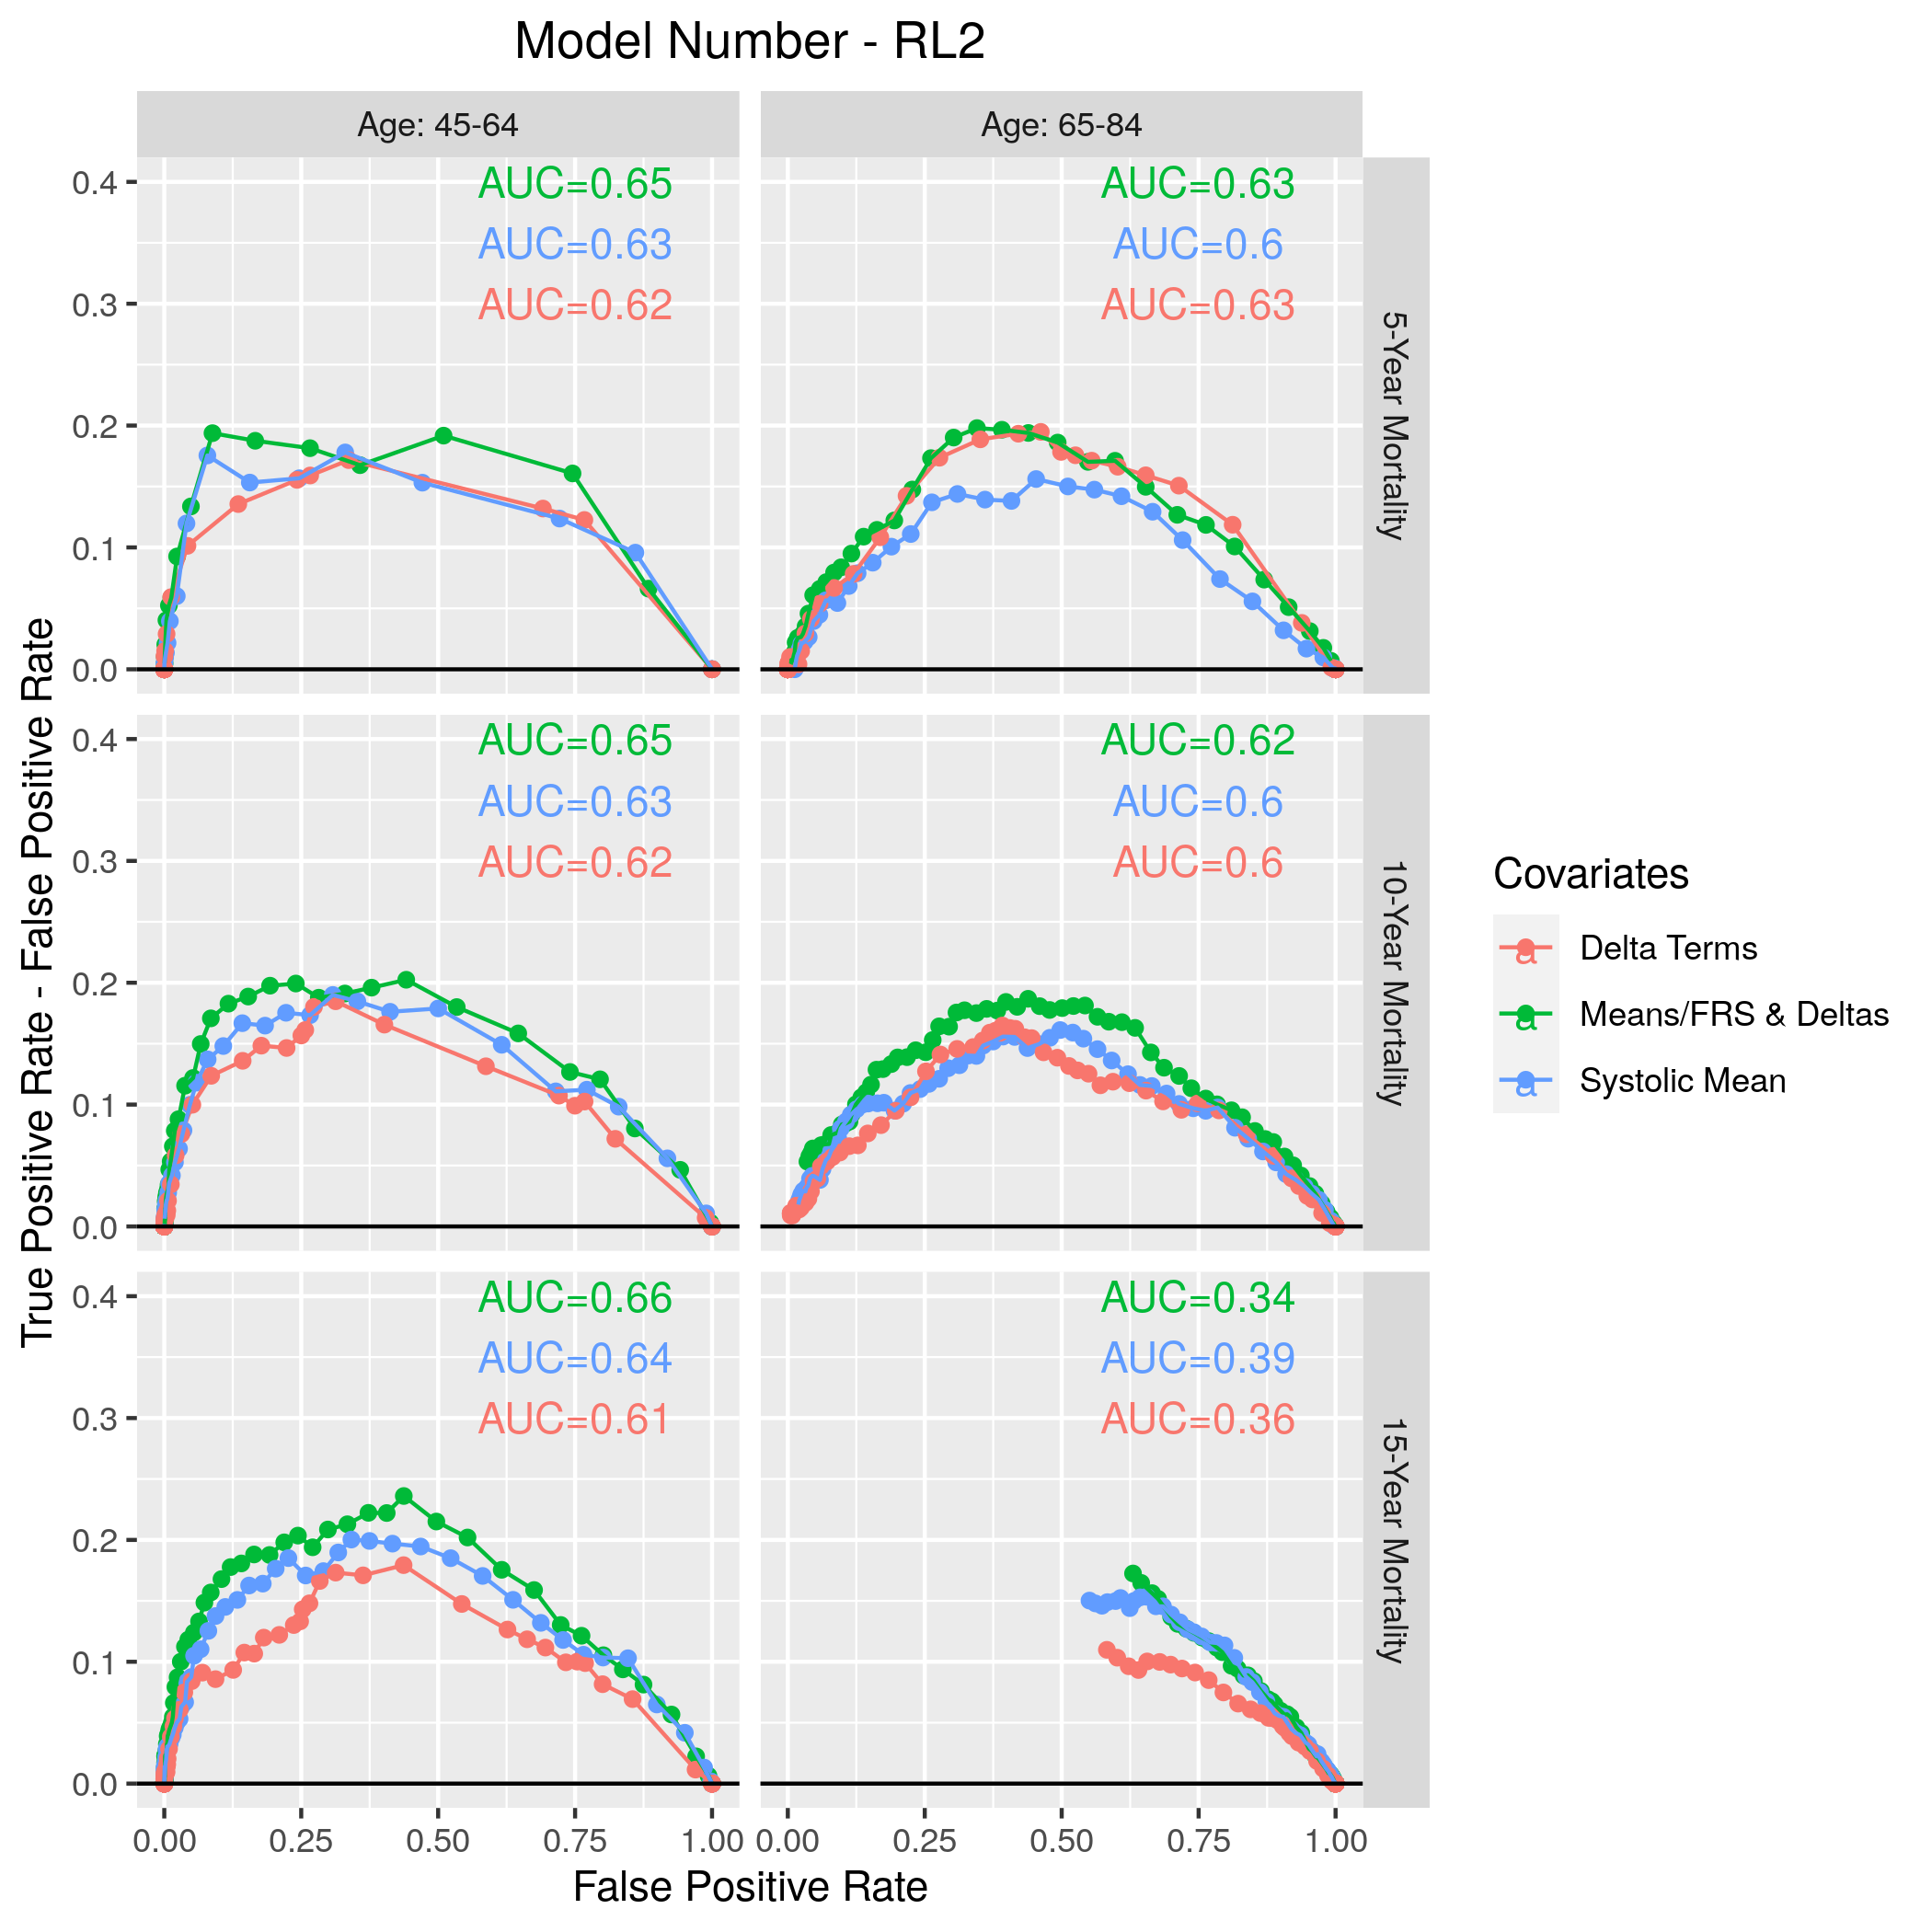 Model Number - RL2
Age: 45-64
Age: 65-84
True Positive Rate - False Positive Rate
0.4
0.3
0.2
0.1
0.0
AUC=0.65
AUC=0.63
AUC=0.62
AUC=0.63
AUC=0.6
AUC=0.63
5-Year Mortality
0.4
0.3
0.2
0.1
0.0
AUC=0.65
AUC=0.63
AUC=0.62
AUC=0.62
AUC=0.6
AUC=0.6
10-Year Mortality
0.4
0.3
0.2
0.1
0.0
AUC=0.66
AUC=0.64
AUC=0.61
AUC=0.34
AUC=0.39
AUC=0.36
15-Year Mortality
0.00 0.25 0.50 0.75 1.00
0.00 0.25 0.50 0.75 1.00
False Positive Rate
Covariates
a Delta Terms
a Means/FRS & Deltas
a Systolic Mean